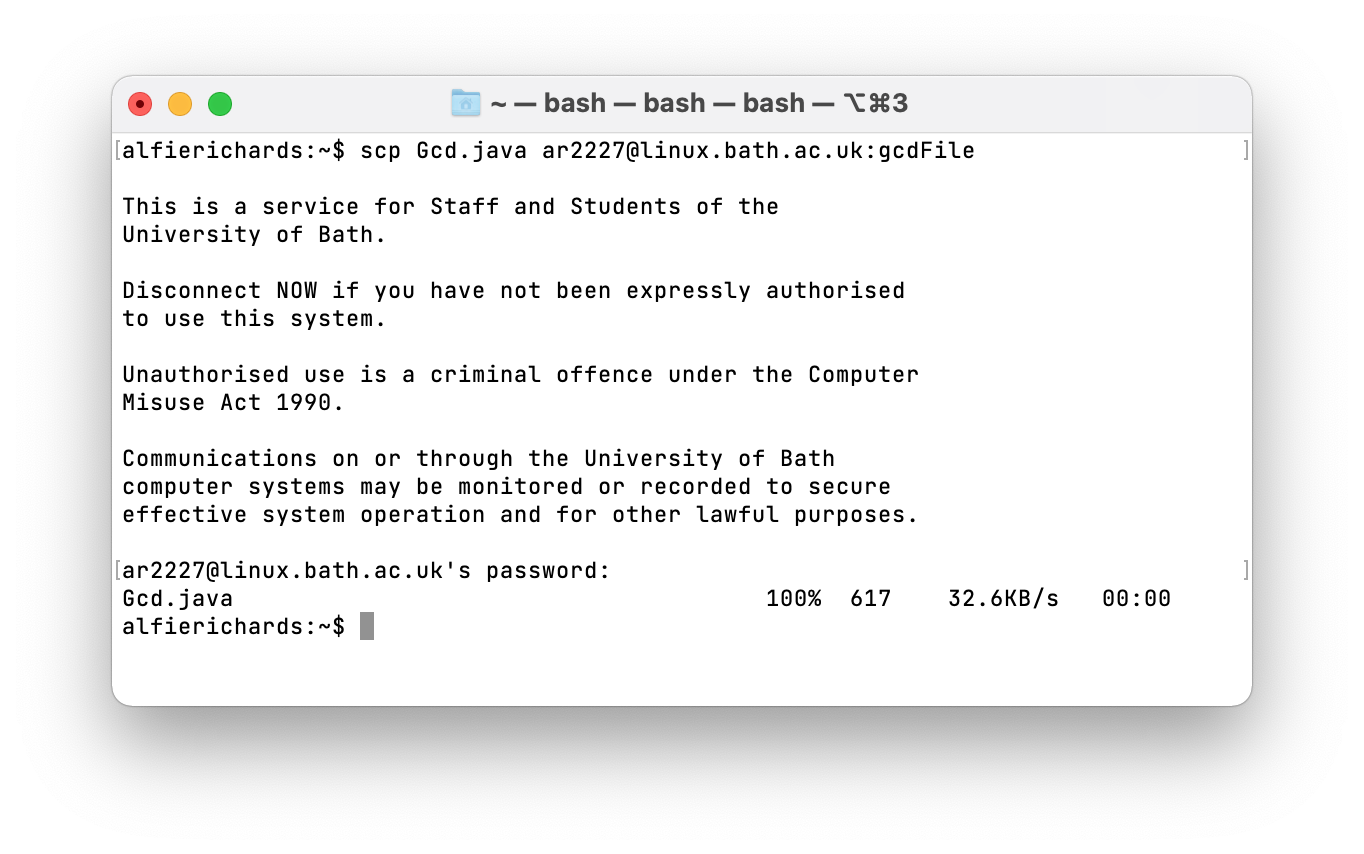 ~ — bash — bash — bash — ⌥⌘3
[alfierichards:~$ scp Gcd.java ar2227@linux.bath.ac.uk:gcdFile ]
This is a service for Staff and Students of the
University of Bath.
Disconnect NOW if you have not been expressly authorised
to use this system.
Unauthorised use is a criminal offence under the Computer
Misuse Act 1990.
Communications on or through the University of Bath
computer systems may be monitored or recorded to secure
effective system operation and for other lawful purposes.
[ar2227@linux.bath.ac.uk's password: ]
Gcd.java 100% 617 32.6KB/s 00:00
alfierichards:~$